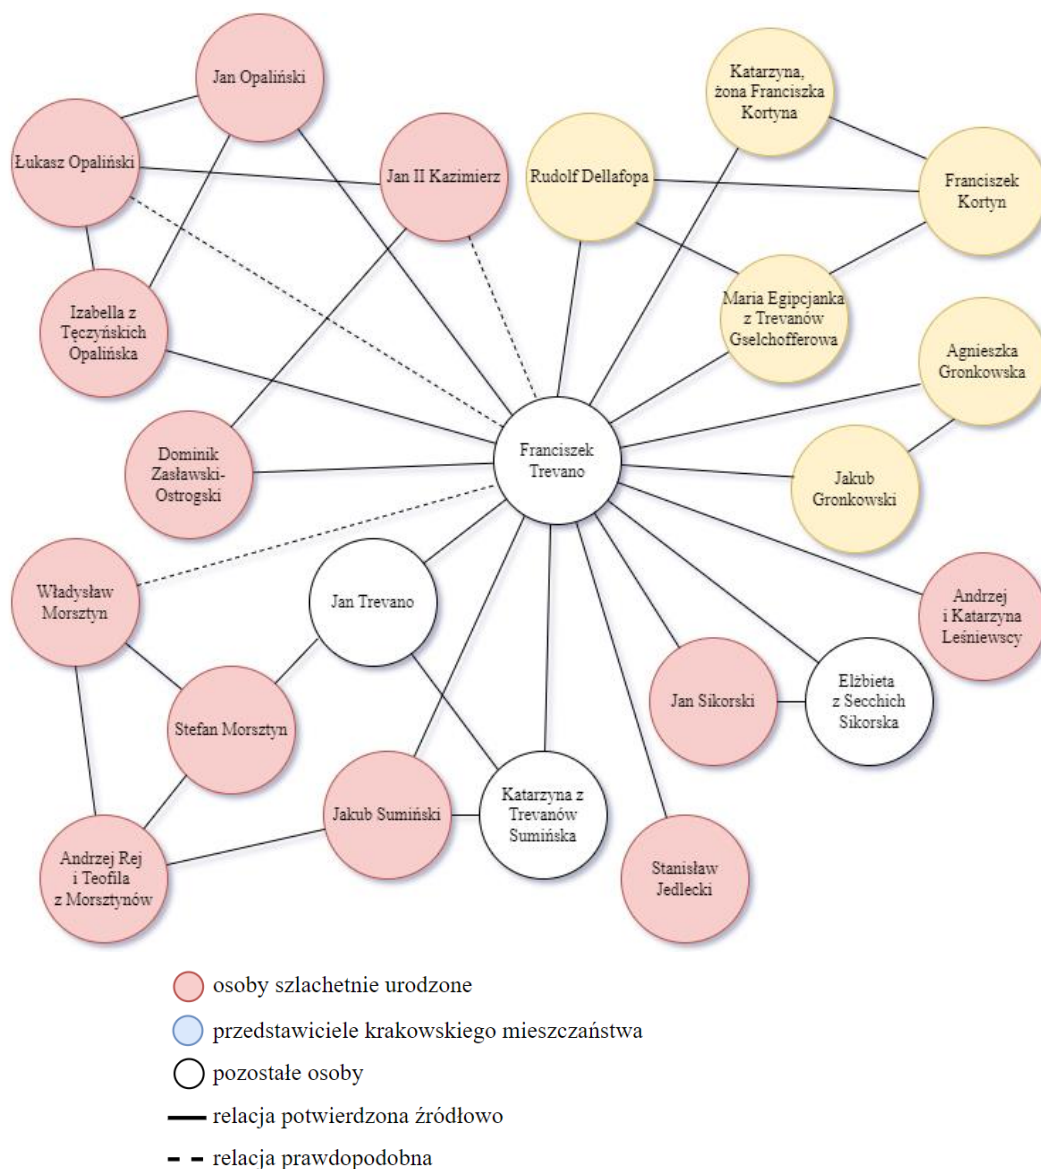 Jan Opaliński
Katarzyna,
żona Franciszka
Kortyna
Łukasz Opaliński
Jan II Kazimierz
Rudolf Dellafopa
Franciszek
Kortyn
Izabella z
Tęczyńskich
Opalińska
Maria Egipcjanka
z Trevanów
Gselchofferowa
Agnieszka
Gronkowska
Dominik
Zasławski-
Ostrogski
Franciszek
Trevano
Jakub
Gronkowski
Władysław
Morsztyn
Jan Trevano
Andrzej
i Katarzyna
Leśniewscy
Stefan Morsztyn
Jan Sikorski
Elżbieta
z Secchich
Sikorska
Andrzej Rej
i Teofila
z Morsztynów
Jakub Sumiński
Katarzyna z
Trevanów
Sumińska
Stanisław
Jedlecki
osoby szlachetnie urodzone
przedstawiciele krakowskiego mieszczaństwa
pozostałe osoby
relacja potwierdzona źródłowo
relacja prawdopodobna